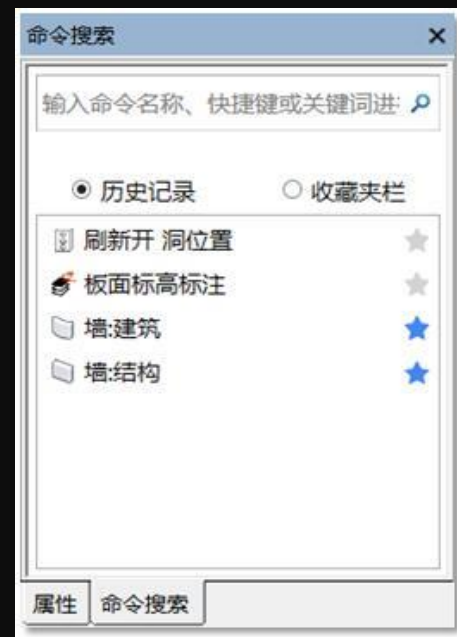 命令搜索
输入命令名称、快捷键或关键词进
历史记录 收藏夹栏
刷新开 洞位置
板面标高标注
墙:建筑
墙:结构
属性 命令搜索